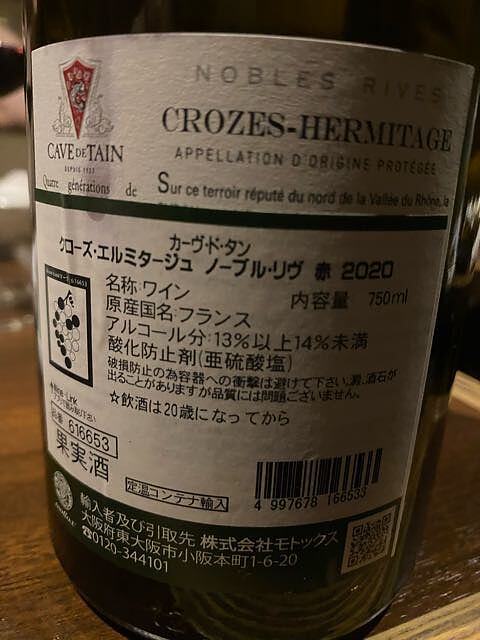 NOBLES RIVES
CROZES-HERMITAGE
APPELLATION D'ORIGINE PROTÉGÉE
CAVE DE TAIN
DEPUIS 1933
Quatre générations de
Sur ce terroir réputé du nord de la Vallée du Rhône, la
カーヴ・ド・タン
クローズ・エルミタージュ ノーブル・リヴ 赤 2020
名称:ワイン 内容量 750ml
原産国名:フランス
アルコール分:13%以上14%未満
酸化防止剤(亜硫酸塩)
破損防止の為容器への衝撃は避けて下さい。澱、酒石が
出ることがありますが品質には問題ございません。
☆飲酒は20歳になってから
Link
品番 616653
果実酒
定温コンテナ輸入
4 997678 166533
輸入者及び引取先 株式会社モトックス
大阪府東大阪市小阪本町1-6-20
☎0120-344101